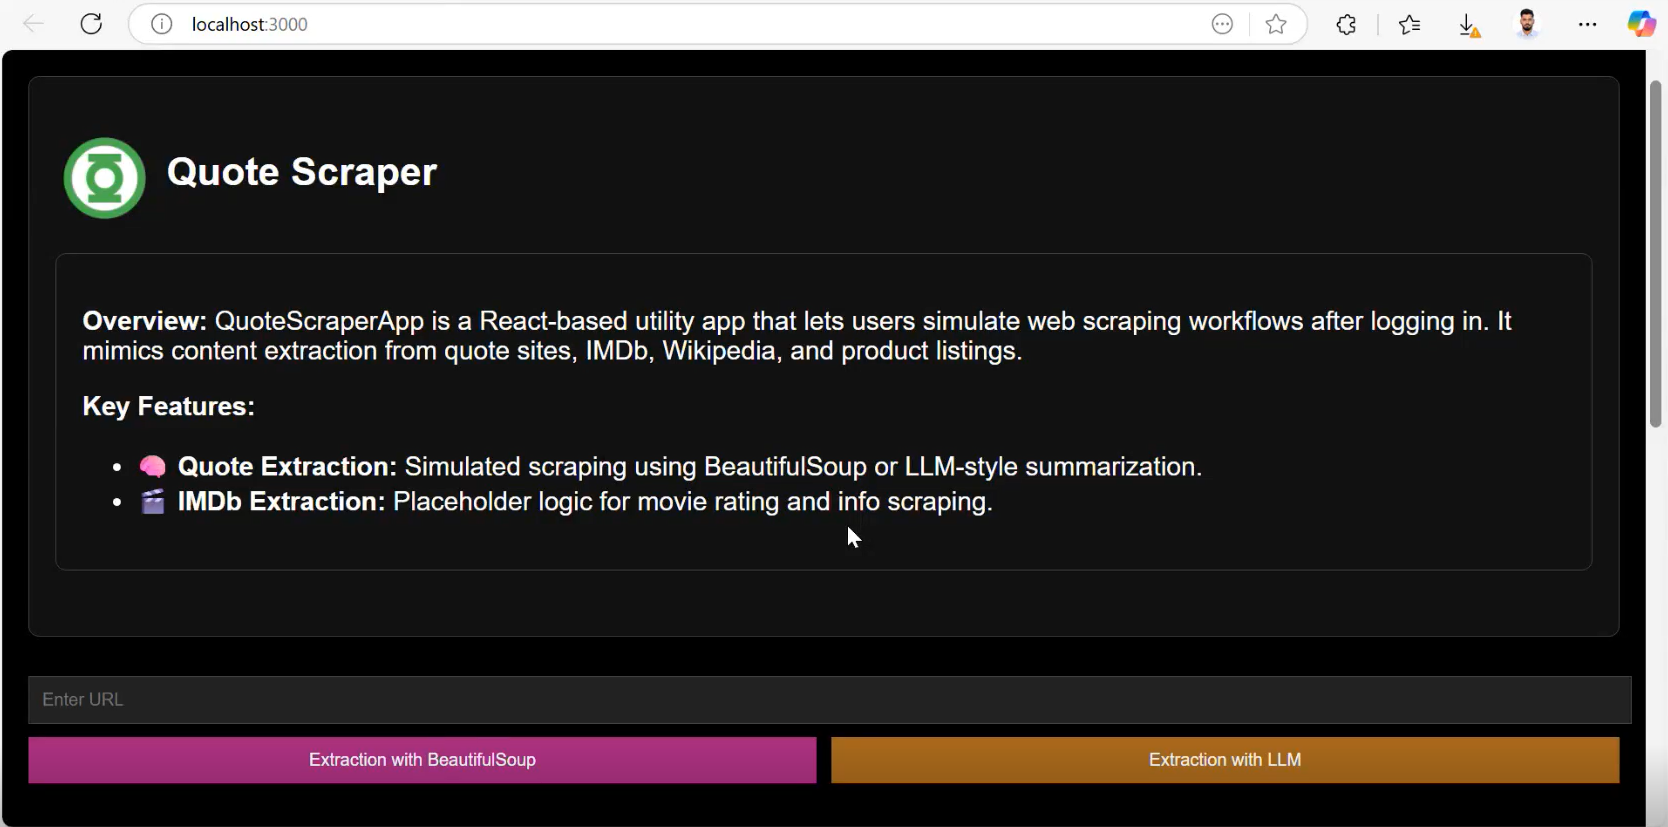 localhost:3000
Quote Scraper
Overview: QuoteScraperApp is a React-based utility app that lets users simulate web scraping workflows after logging in. It
mimics content extraction from quote sites, IMDb, Wikipedia, and product listings.
Key Features:
• 🧠 Quote Extraction: Simulated scraping using BeautifulSoup or LLM-style summarization.
• 🎬 IMDb Extraction: Placeholder logic for movie rating and info scraping.
Enter URL
Extraction with BeautifulSoup
Extraction with LLM